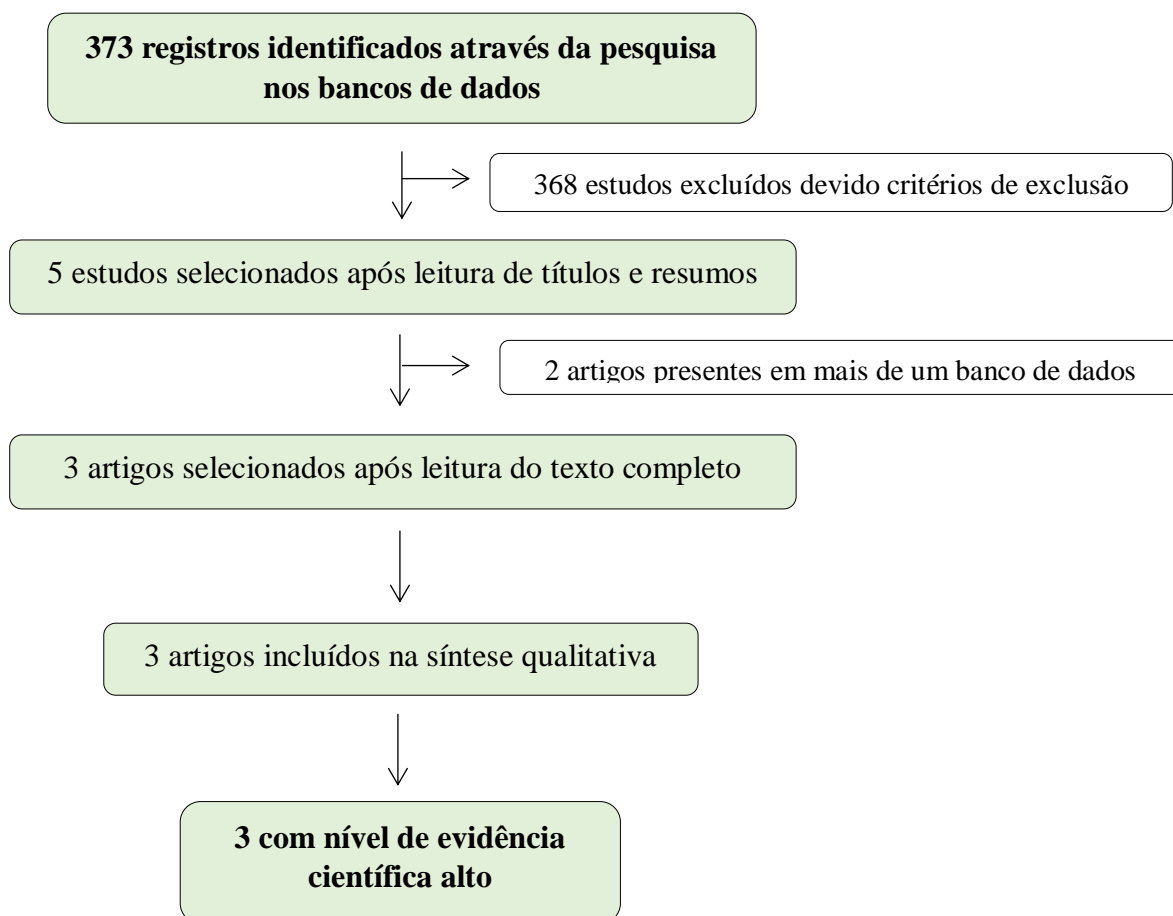 373 registros identificados através da pesquisa
nos bancos de dados
368 estudos excluídos devido critérios de exclusão
5 estudos selecionados após leitura de títulos e resumos
2 artigos presentes em mais de um banco de dados
3 artigos selecionados após leitura do texto completo
3 artigos incluídos na síntese qualitativa
3 com nível de evidência
científica alto